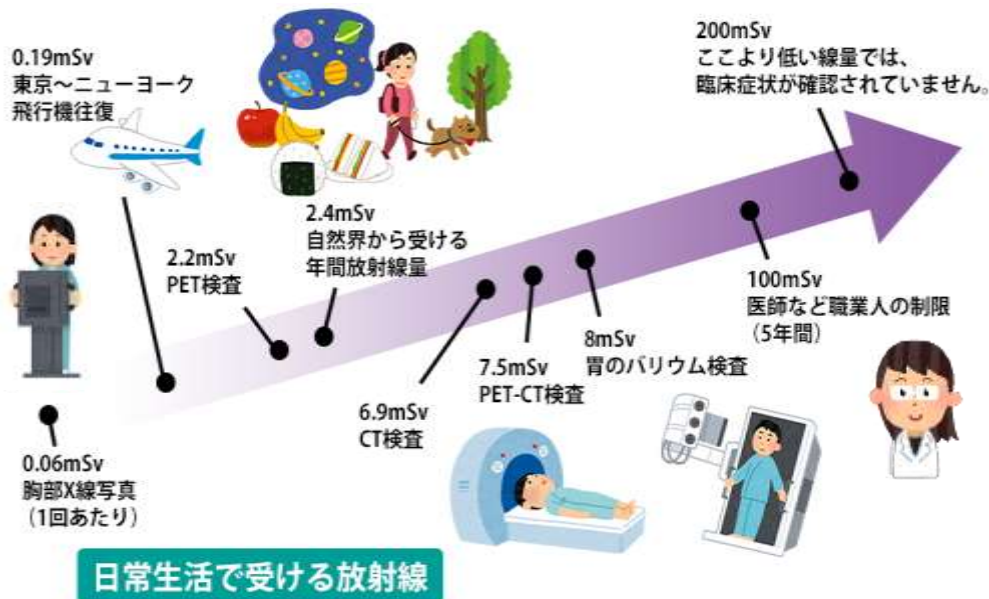 0.19mSv
東京～ニューヨーク
飛行機往復
200mSv
ここより低い線量では、
臨床症状が確認されていません。
2.2mSv
PET検査
2.4mSv
自然界から受ける
年間放射線量
100mSv
医師など職業人の制限
（5年間）
8mSv
胃のバリウム検査
7.5mSv
PET-CT検査
6.9mSv
CT検査
0.06mSv
胸部X線写真
（1回あたり）
日常生活で受ける放射線